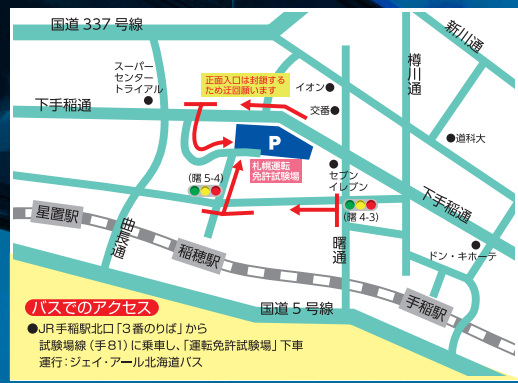 国道 337 号線
新川通
スーパー
センター
トライアル
正面入口は封鎖する
ため迂回願います
イオン
樽川通
下手稲通
交番
P
道科大
札幌運転
免許試験場
(曙 5-4)
セブン
イレブン
下手稲通
(曙 4-3)
星置駅
曲長通
稲穂駅
曙通
ドン・キホーテ
手稲駅
国道 5 号線
バスでのアクセス
●JR手稲駅北口「3番のりば」から
試験場線(手81)に乗車し、「運転免許試験場」下車
運行:ジェイ・アール北海道バス